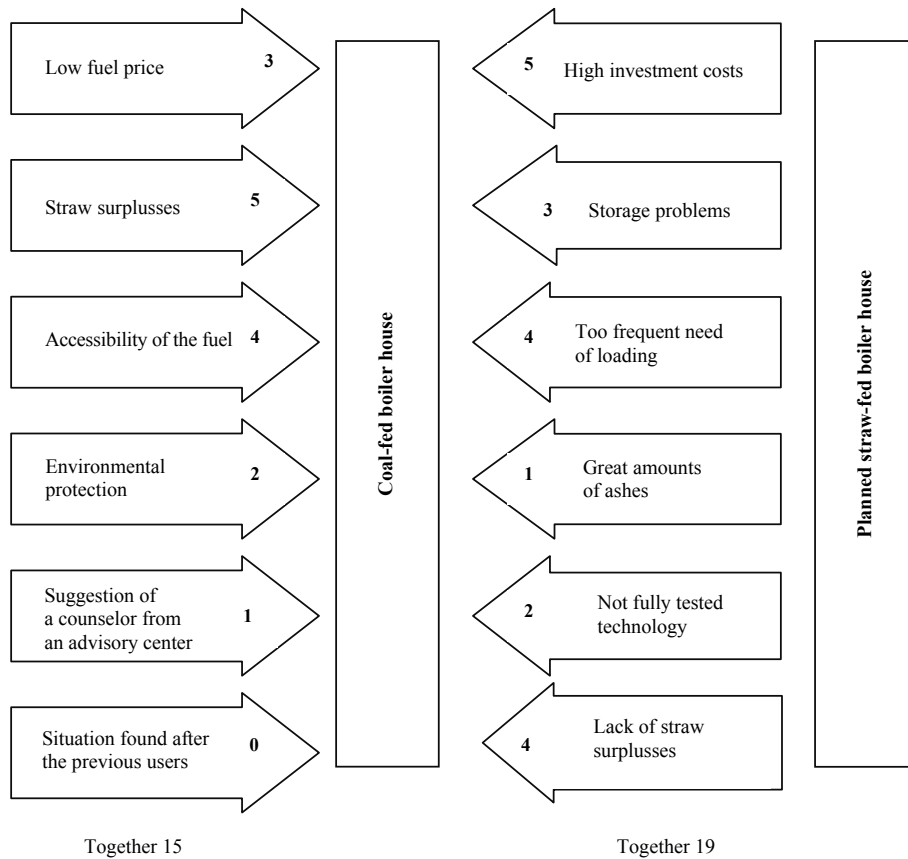 Low fuel price
3
Straw surplusses
5
Accessibility of the fuel
4
Environmental
protection
2
Suggestion of
a counselor from
an advisory center
1
Situation found after
the previous users
0
Together 15
Coal-fed boiler house
5
High investment costs
3
Storage problems
4
Too frequent need
of loading
1
Great amounts
of ashes
2
Not fully tested
technology
4
Lack of straw
surplusses
Together 19
Planned straw-fed boiler house